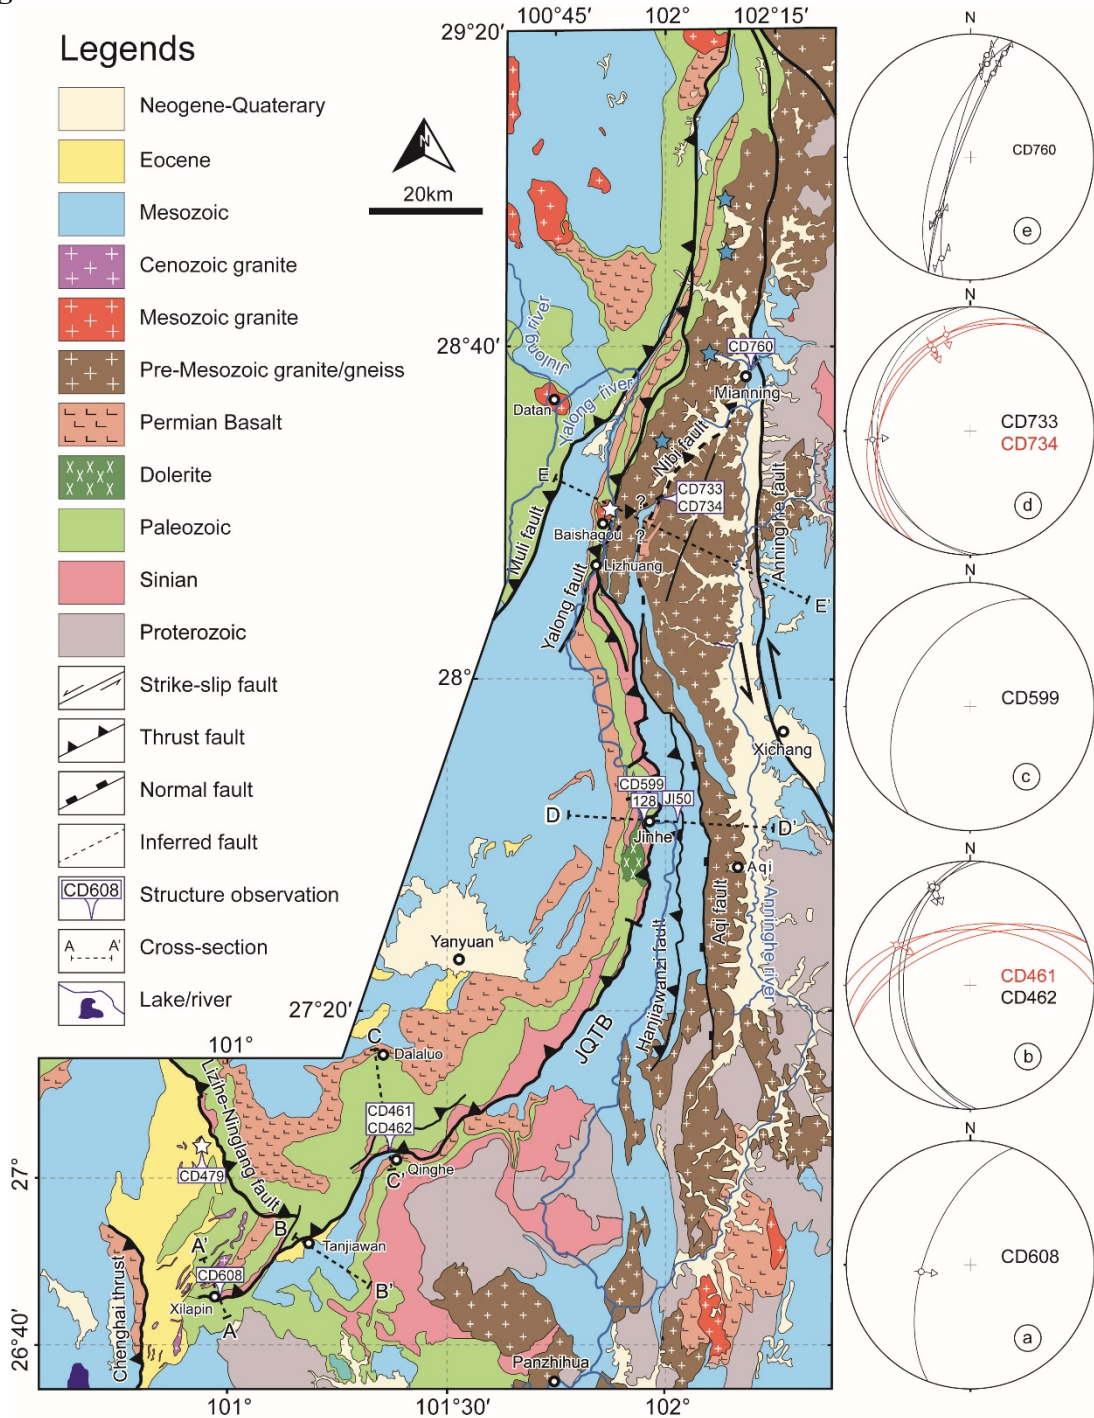 Legends
Neogene-Quaterary
Eocene
Mesozoic
Cenozoic granite
Mesozoic granite
Pre-Mesozoic granite/gneiss
Permian Basalt
Dolerite
Paleozoic
Sinian
Proterozoic
Strike-slip fault
Thrust fault
Normal fault
Inferred fault
CD608
Structure observation
A A'
Cross-section
Lake/river
N
20km
100°45′ 102° 102°15′
29°20′
28°40′
28°
27°20′
101°
27°
26°40′
101° 101°30′ 102°
Jiulong river
Yalong river
Datan
CD760
Mianning
Nibi fault
E
CD733
CD734
?
Baishagou
?
Lizhuang
Muli fault
Yalong fault
Anninghe fault
E'
Xichang
CD599
128
JI50
D
Jinhe
D'
Aqi
Aqi fault
Anninghe river
Hanjiawanzi fault
Yanyuan
JQTB
C
Dalaluo
CD461
CD462
Qinghe
C'
Lizihe-Ninglang fault
CD479
B
Tanjiawan
B'
A'
CD608
Xilapin
A
Chenghai thrust
Panzhihua
N
CD760
e
N
CD733
CD734
d
N
CD599
c
N
CD461
CD462
b
N
CD608
a